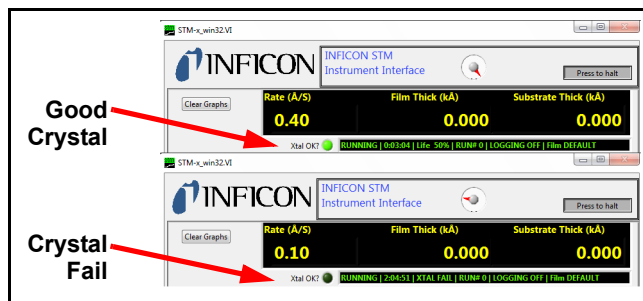 STM-x_win32.VI
INFICON
INFICON STM
Instrument Interface
Press to halt
Good
Crystal
Clear Graphs
Rate (Å/S) Film Thick (kÅ) Substrate Thick (kÅ)
0.40 0.000 0.000
Xtal OK? RUNNING | 0:03:04 | Life 50% | RUN# 0 | LOGGING OFF | Film DEFAULT
STM-x_win32.VI
INFICON
INFICON STM
Instrument Interface
Press to halt
Crystal
Fail
Clear Graphs
Rate (Å/S) Film Thick (kÅ) Substrate Thick (kÅ)
0.10 0.000 0.000
Xtal OK? RUNNING | 2:04:51 | XTAL FAIL | RUN# 0 | LOGGING OFF | Film DEFAULT